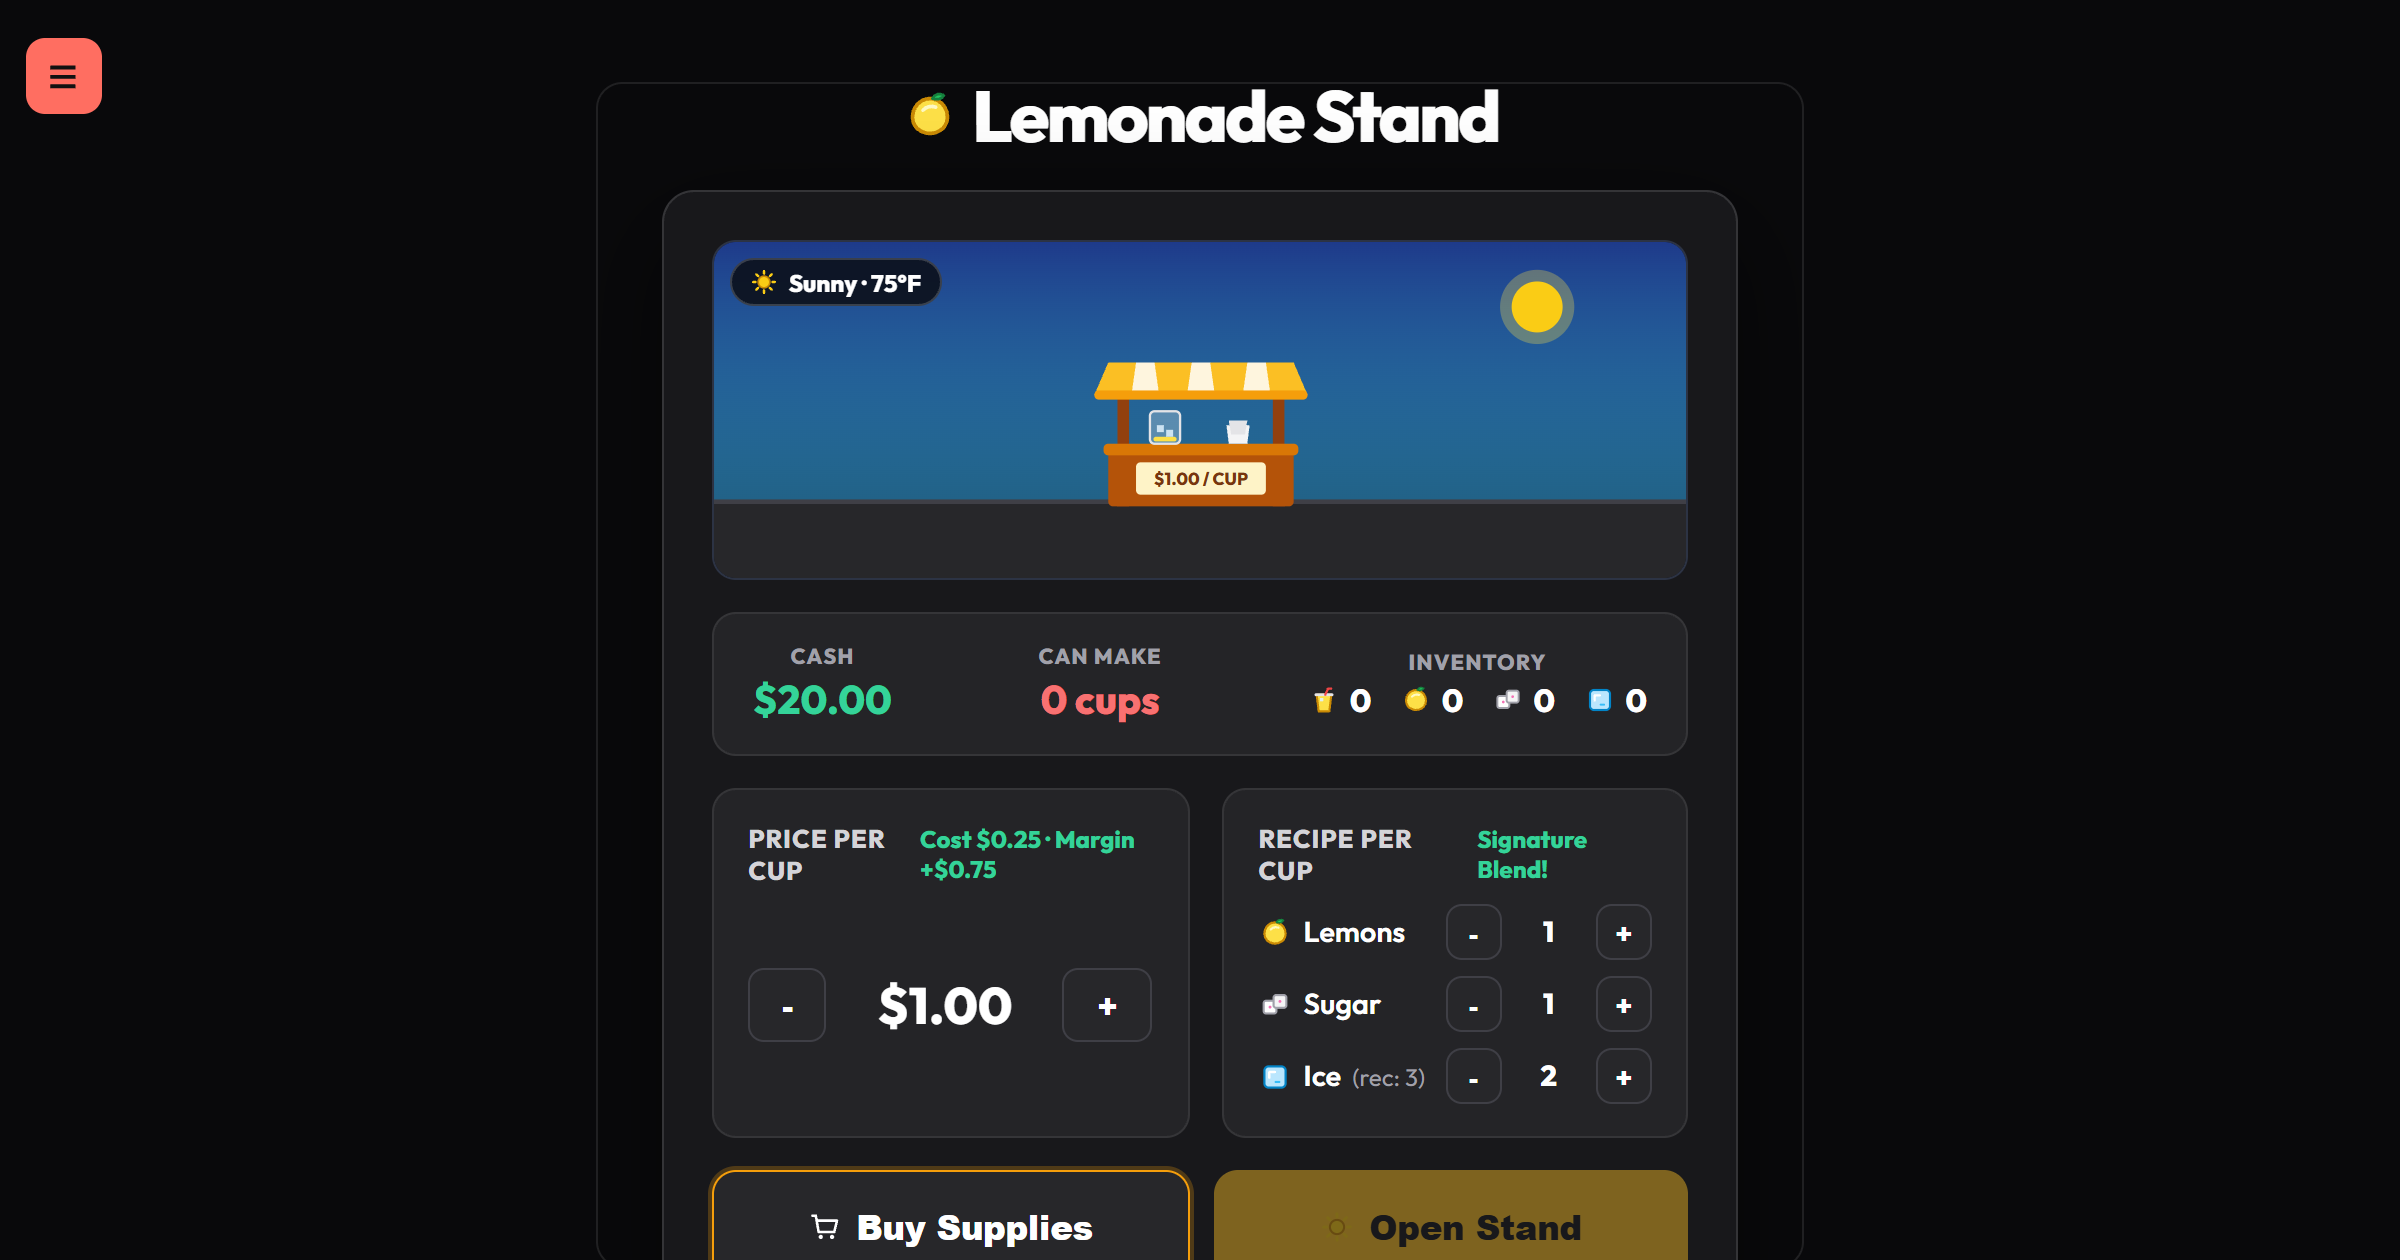 Lemonade Stand
Sunny · 75°F
$1.00 / CUP
CASH
$20.00
CAN MAKE
0 cups
INVENTORY
0 0 0 0
PRICE PER
CUP
Cost $0.25 · Margin
+$0.75
- $1.00 +
RECIPE PER
CUP
Signature
Blend!
Lemons - 1 +
Sugar - 1 +
Ice (rec: 3) - 2 +
Buy Supplies
Open Stand